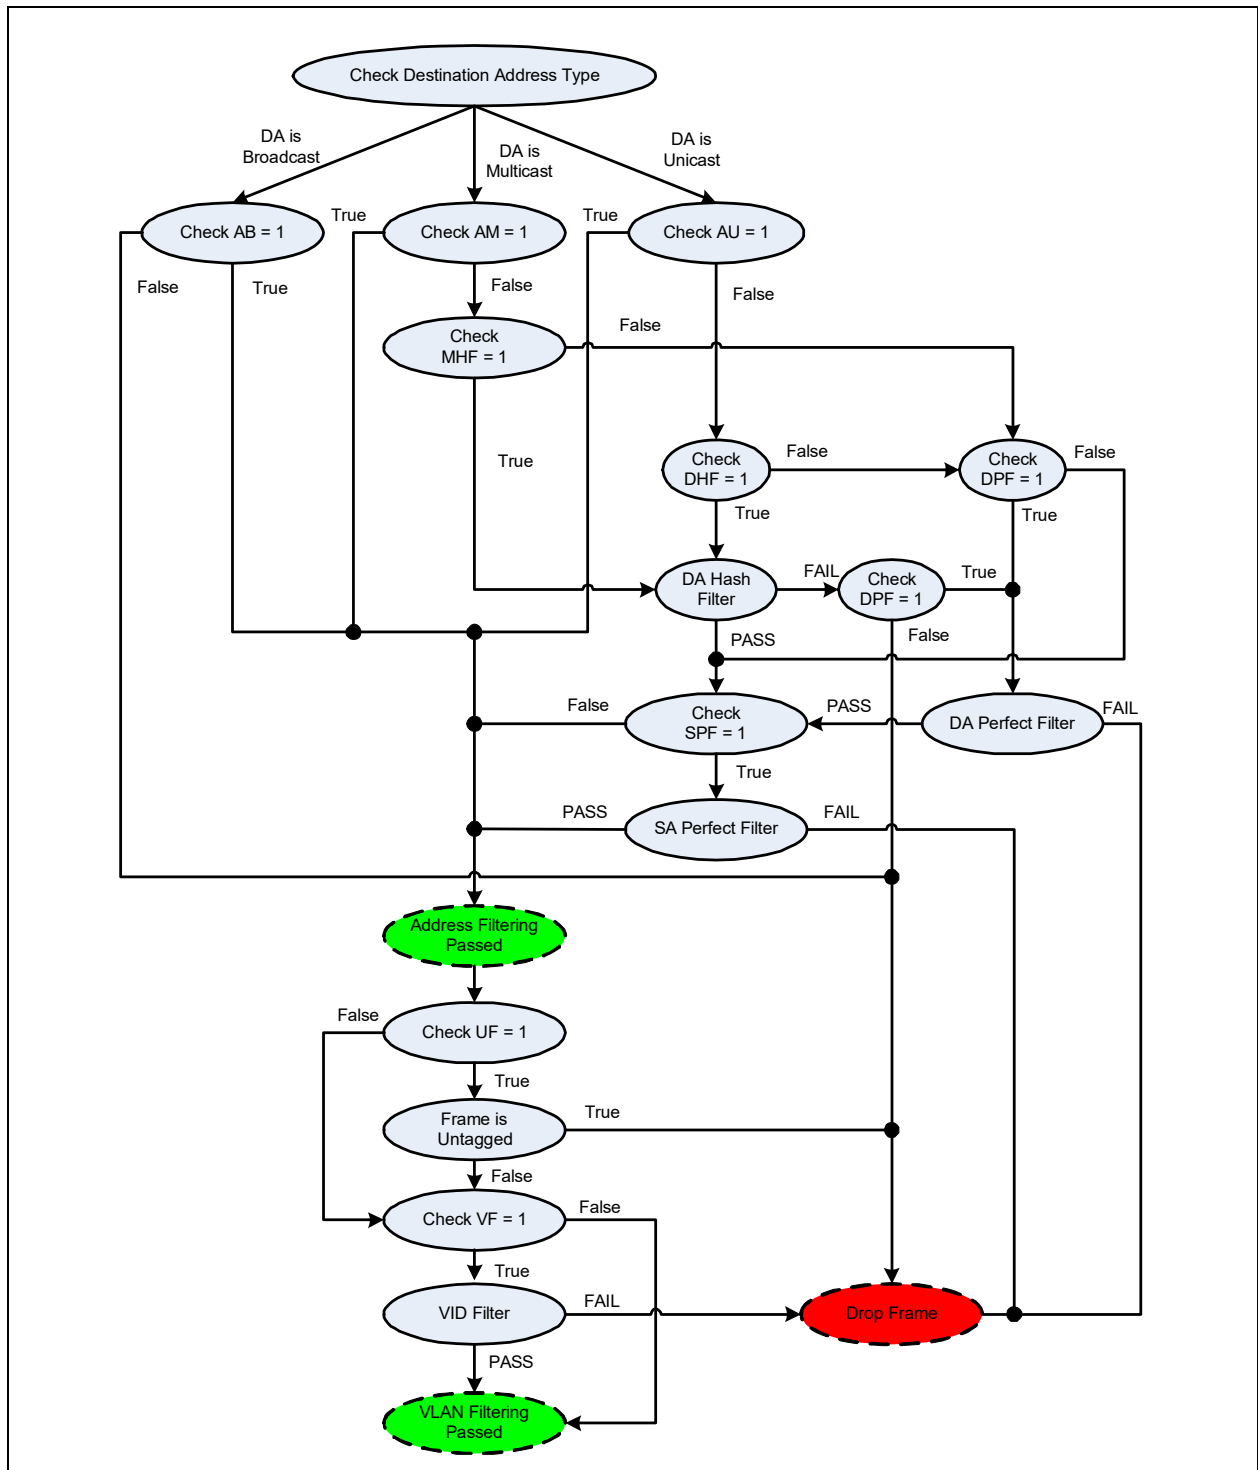 Check Destination Address Type
DA is
Broadcast
DA is
Multicast
DA is
Unicast
Check AB = 1
True
Check AM = 1
True
Check AU = 1
False
True
False
False
Check
MHF = 1
False
True
Check
DHF = 1
False
Check
DPF = 1
False
True
True
DA Hash
Filter
FAIL
Check
DPF = 1
True
PASS
False
False
Check
SPF = 1
PASS
DA Perfect Filter
FAIL
True
PASS
SA Perfect Filter
FAIL
Address Filtering
Passed
False
Check UF = 1
True
Frame is
Untagged
True
False
Check VF = 1
False
True
VID Filter
FAIL
Drop Frame
PASS
VLAN Filtering
Passed